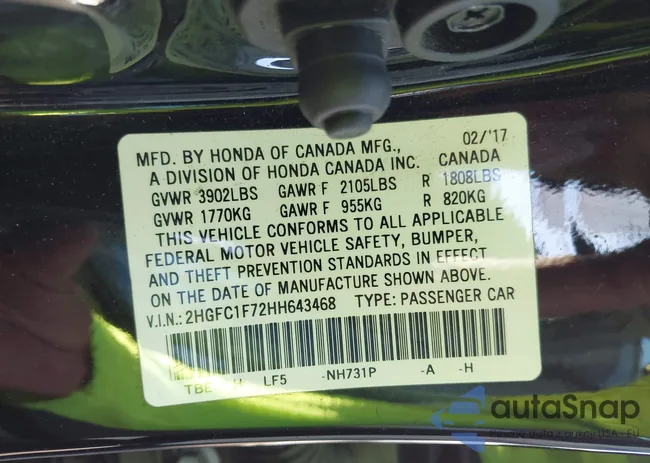 MFD. BY HONDA OF CANADA MFG., 02/'17
A DIVISION OF HONDA CANADA INC. CANADA
GVWR 3902LBS GAWR F 2105LBS R 1808LBS
GVWR 1770KG GAWR F 955KG R 820KG
THIS VEHICLE CONFORMS TO ALL APPLICABLE
FEDERAL MOTOR VEHICLE SAFETY, BUMPER,
AND THEFT PREVENTION STANDARDS IN EFFECT
ON THE DATE OF MANUFACTURE SHOWN ABOVE.
V.I.N.: 2HGFC1F72HH643468 TYPE: PASSENGER CAR
LF5 -NH731P -A -H
autoSnap